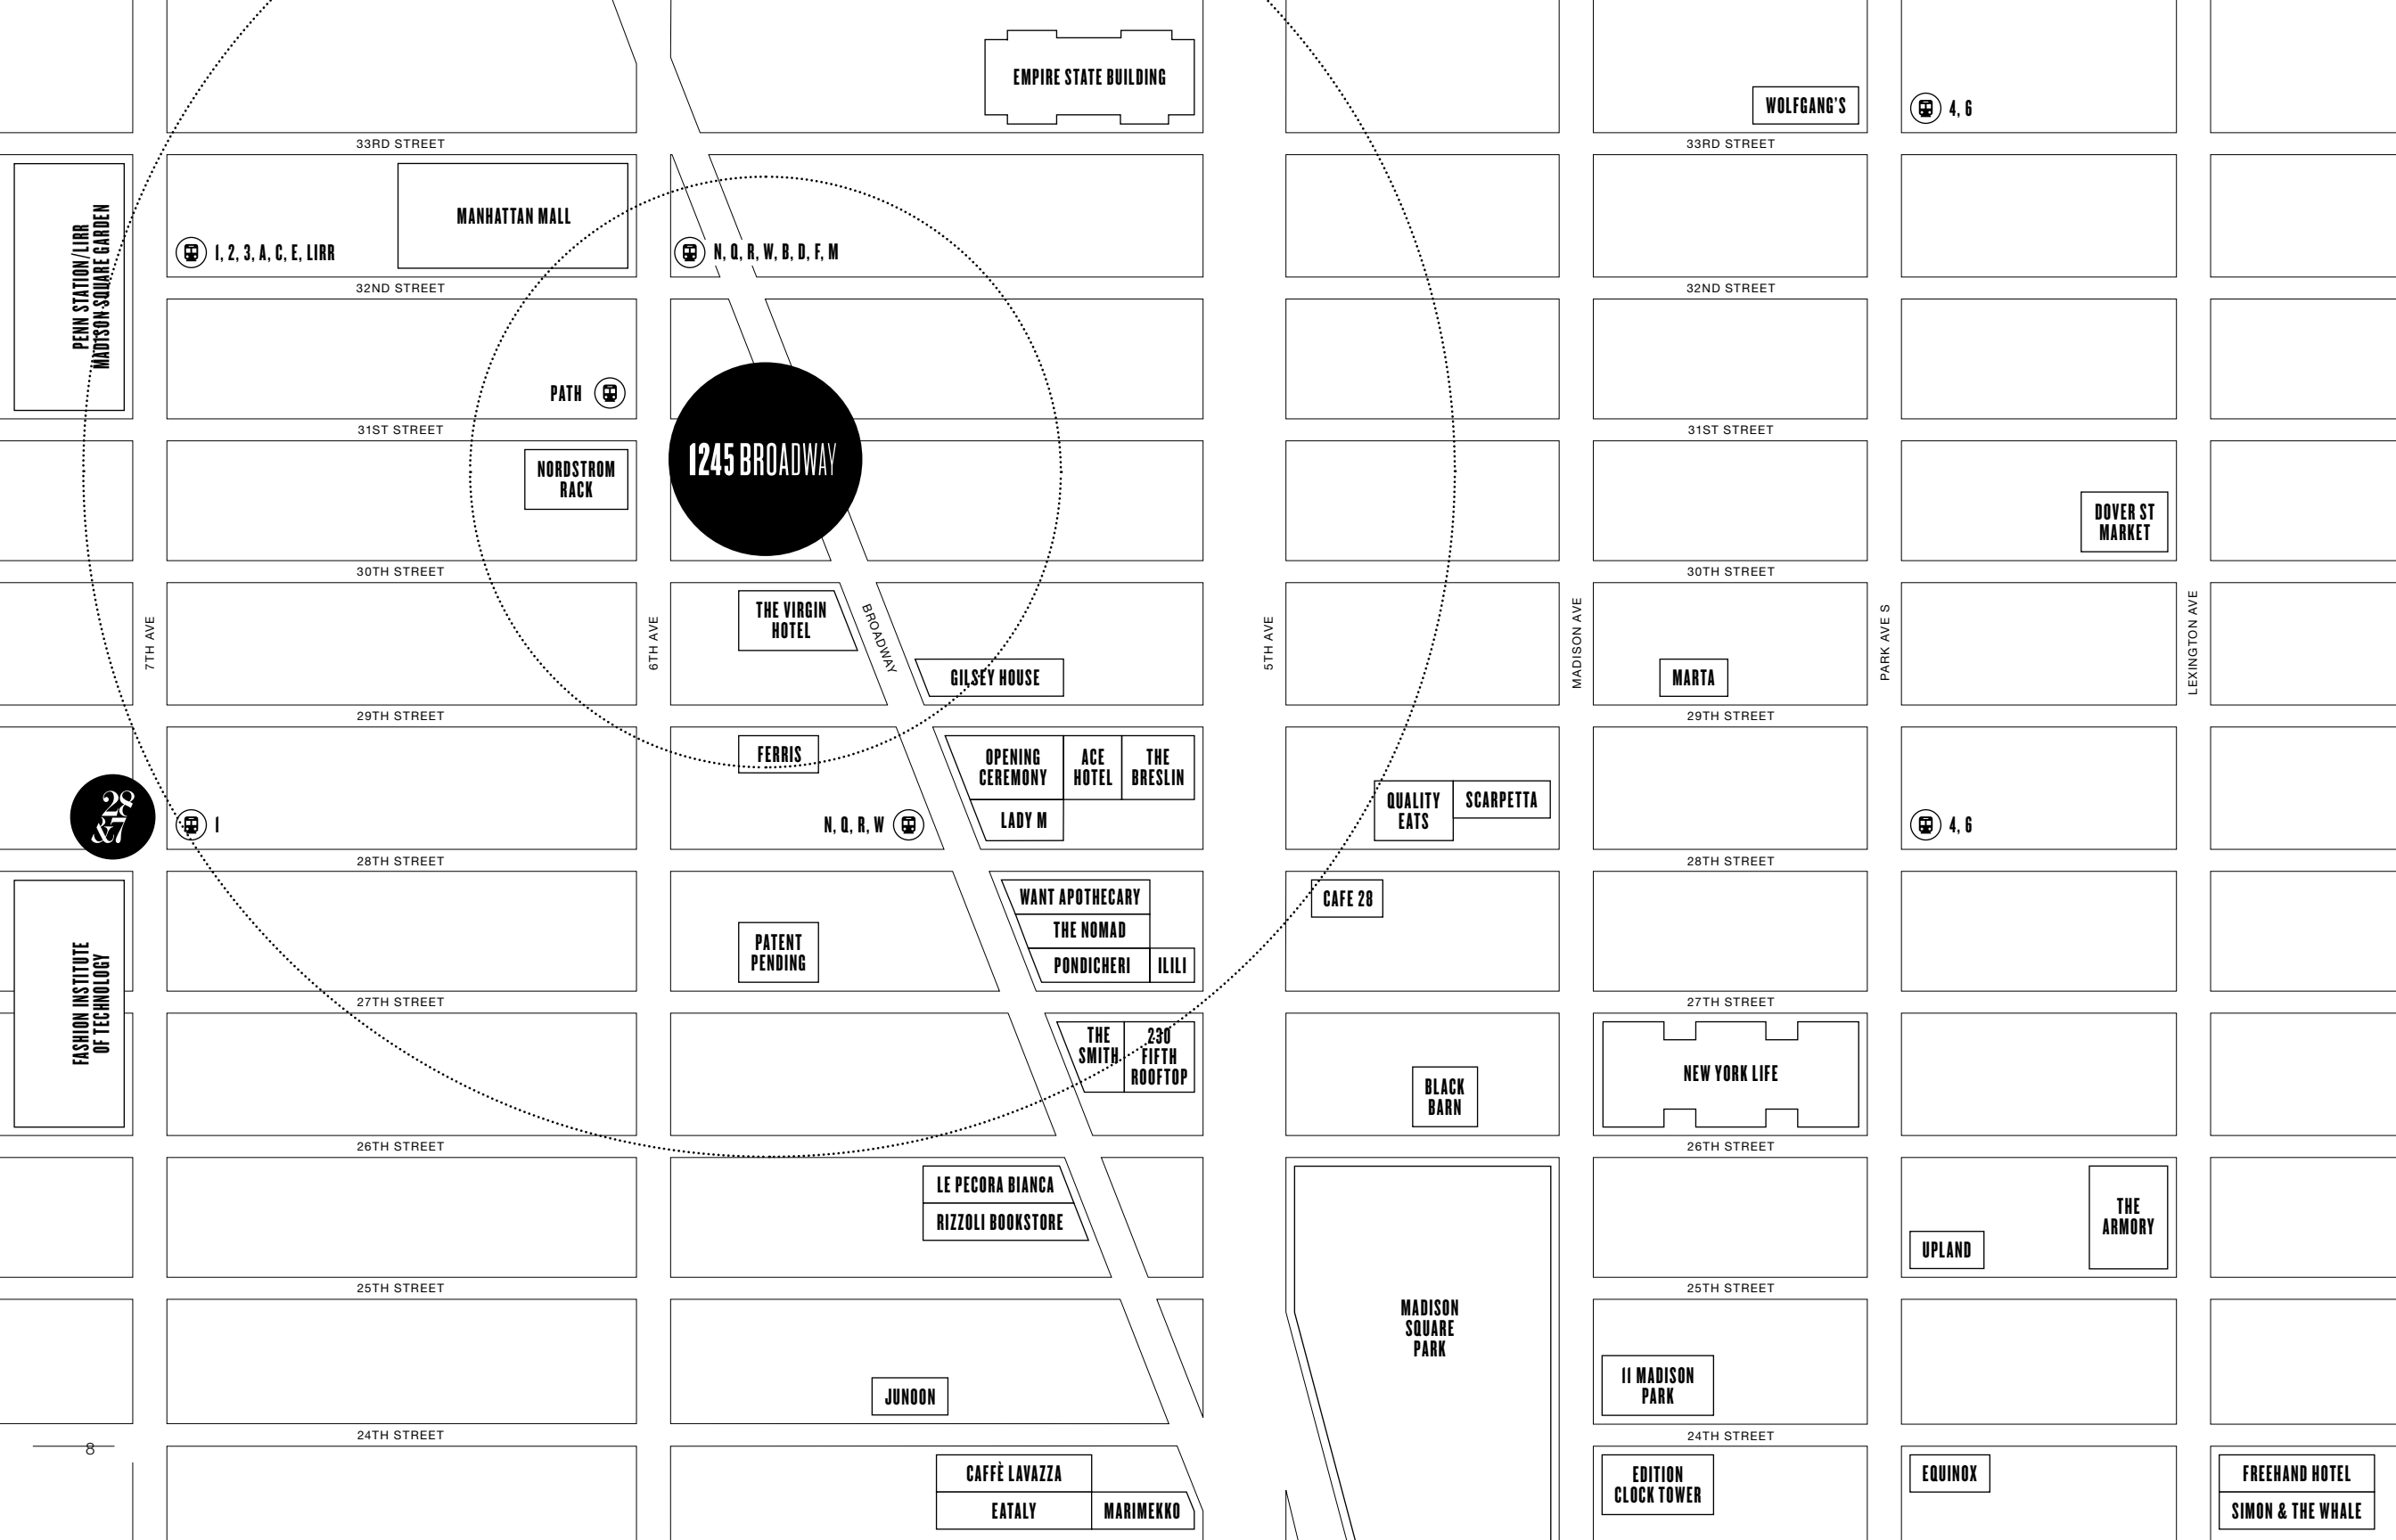 EMPIRE STATE BUILDING
WOLFGANG'S
4, 6
33RD STREET
33RD STREET
PENN STATION/LIRR
MADISON SQUARE GARDEN
MANHATTAN MALL
1, 2, 3, A, C, E, LIRR
N, Q, R, W, B, D, F, M
32ND STREET
32ND STREET
PATH
31ST STREET
31ST STREET
1245 BROADWAY
NORDSTROM
RACK
DOVER ST
MARKET
30TH STREET
30TH STREET
7TH AVE
6TH AVE
THE VIRGIN
HOTEL
BROADWAY
GILSEY HOUSE
5TH AVE
MADISON AVE
MARTA
PARK AVE S
LEXINGTON AVE
29TH STREET
29TH STREET
FERRIS
OPENING
CEREMONY
ACE
HOTEL
THE
BRESLIN
LADY M
QUALITY
EATS
SCARPETTA
28
&7
1
N, Q, R, W
4, 6
28TH STREET
28TH STREET
WANT APOTHECARY
THE NOMAD
PONDICHERI
ILILI
CAFE 28
PATENT
PENDING
FASHION INSTITUTE
OF TECHNOLOGY
27TH STREET
27TH STREET
THE
SMITH
230
FIFTH
ROOFTOP
BLACK
BARN
NEW YORK LIFE
26TH STREET
26TH STREET
LE PECORA BIANCA
RIZZOLI BOOKSTORE
UPLAND
THE
ARMORY
25TH STREET
25TH STREET
MADISON
SQUARE
PARK
JUNOON
11 MADISON
PARK
24TH STREET
24TH STREET
8
CAFFÈ LAVAZZA
EATALY
MARIMEKKO
EDITION
CLOCK TOWER
EQUINOX
FREEHAND HOTEL
SIMON & THE WHALE